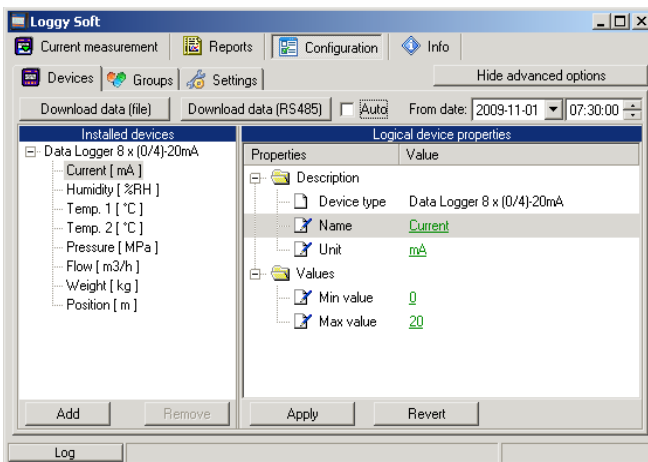 Loggy Soft
Current measurement Reports Configuration Info
Devices Groups Settings Hide advanced options
Download data (file) Download data (RS485) Auto From date: 2009-11-01 07:30:00
Installed devices
Data Logger 8 x (0/4)-20mA
Current [ mA ]
Humidity [ %RH ]
Temp. 1 [ °C ]
Temp. 2 [ °C ]
Pressure [ MPa ]
Flow [ m3/h ]
Weight [ kg ]
Position [ m ]
Add Remove
Logical device properties
Properties Value
Description
Device type Data Logger 8 x (0/4)-20mA
Name Current
Unit mA
Values
Min value 0
Max value 20
Apply Revert
Log